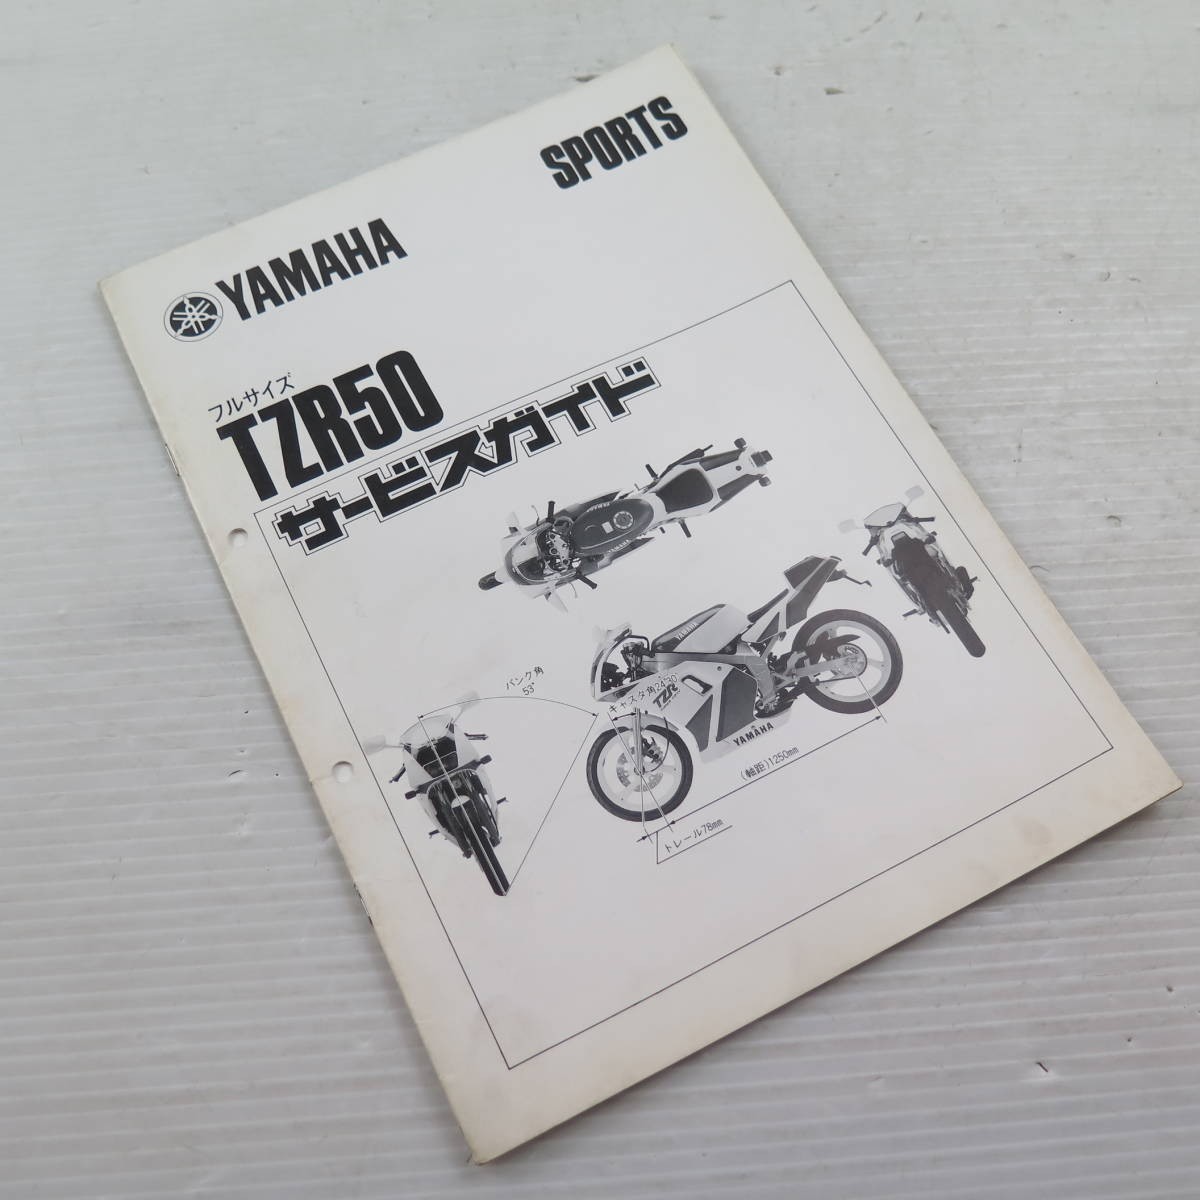 SPORTS
YAMAHA
フルサイズ
TZR50
サービスガイド
YAMAHA
YAMAHA
バンク角
53°
キャスタ角24°30'
TZR
YAMAHA
(軸距)1250mm
トレール78mm